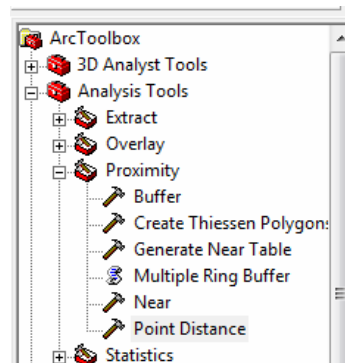 ArcToolbox
3D Analyst Tools
Analysis Tools
Extract
Overlay
Proximity
Buffer
Create Thiessen Polygons
Generate Near Table
Multiple Ring Buffer
Near
Point Distance
Statistics